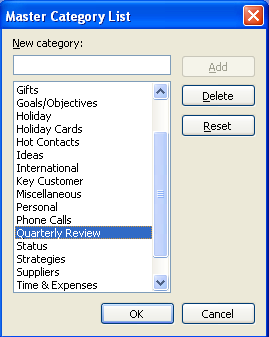 Master Category List
New category:
Add
Gifts
Goals/Objectives
Holiday
Holiday Cards
Hot Contacts
Ideas
International
Key Customer
Miscellaneous
Personal
Phone Calls
Quarterly Review
Status
Strategies
Suppliers
Time & Expenses
Delete
Reset
OK
Cancel